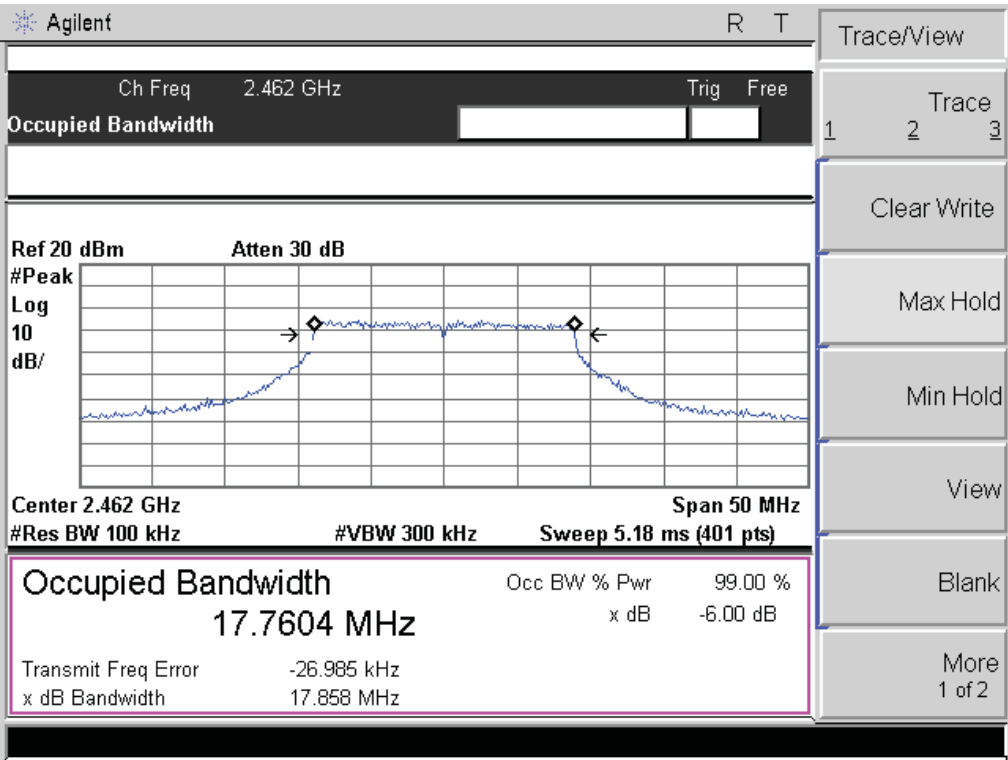 Agilent R T
Ch Freq 2.462 GHz Trig Free
Occupied Bandwidth
Ref 20 dBm Atten 30 dB
#Peak
Log
10
dB/
Center 2.462 GHz Span 50 MHz
#Res BW 100 kHz #VBW 300 kHz Sweep 5.18 ms (401 pts)
Occupied Bandwidth
17.7604 MHz
Occ BW % Pwr 99.00 %
x dB -6.00 dB
Transmit Freq Error -26.985 kHz
x dB Bandwidth 17.858 MHz
Trace/View
Trace
1 2 3
Clear Write
Max Hold
Min Hold
View
Blank
More
1 of 2